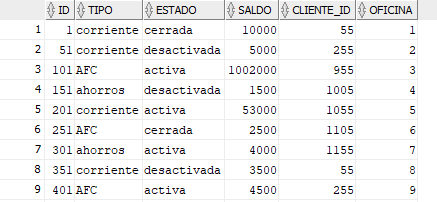 ID TIPO ESTADO SALDO CLIENTE_ID OFICINA
1 1 corriente cerrada 10000 55 1
2 51 corriente desactivada 5000 255 2
3 101 AFC activa 1002000 955 3
4 151 ahorros desactivada 1500 1005 4
5 201 corriente activa 53000 1055 5
6 251 AFC cerrada 2500 1105 6
7 301 ahorros activa 4000 1155 7
8 351 corriente desactivada 3500 55 8
9 401 AFC activa 4500 255 9